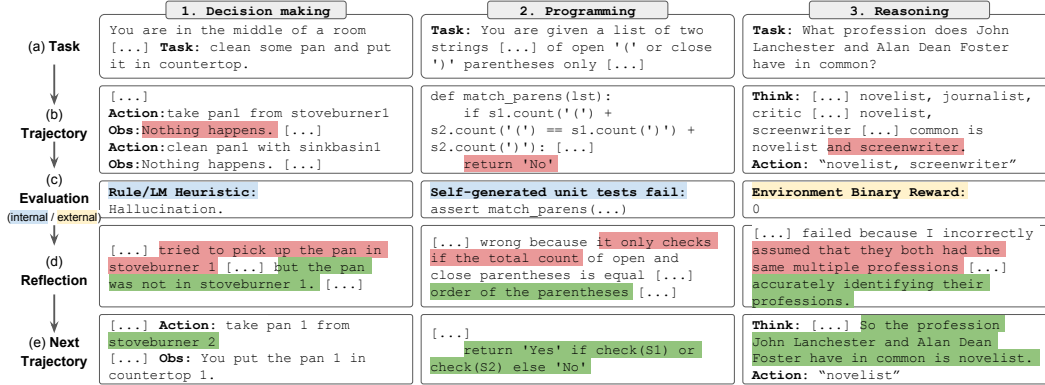 1. Decision making
2. Programming
3. Reasoning
(a) Task
You are in the middle of a room
[...] Task: clean some pan and put
it in countertop.
Task: You are given a list of two
strings [...] of open '(' or close
')' parentheses only [...]
Task: What profession does John
Lanchester and Alan Dean Foster
have in common?
(b)
Trajectory
[...]
Action:take pan1 from stoveburner1
Obs:Nothing happens. [...]
Action:clean pan1 with sinkbasin1
Obs:Nothing happens. [...]
def match_parens(lst):
if s1.count('(') +
s2.count('(') == s1.count(')') +
s2.count(')'): [...]
return 'No'
Think: [...] novelist, journalist,
critic [...] novelist,
screenwriter [...] common is
novelist and screenwriter.
Action: “novelist, screenwriter”
(c)
Evaluation
(internal / external)
Rule/LM Heuristic:
Hallucination.
Self-generated unit tests fail:
assert match_parens(...)
Environment Binary Reward:
0
(d)
Reflection
[...] tried to pick up the pan in
stoveburner 1 [...] but the pan
was not in stoveburner 1. [...]
[...] wrong because it only checks
if the total count of open and
close parentheses is equal [...]
order of the parentheses [...]
[...] failed because I incorrectly
assumed that they both had the
same multiple professions [...]
accurately identifying their
professions.
(e) Next
Trajectory
[...] Action: take pan 1 from
stoveburner 2
[...] Obs: You put the pan 1 in
countertop 1.
[...]
return 'Yes' if check(S1) or
check(S2) else 'No'
Think: [...] So the profession
John Lanchester and Alan Dean
Foster have in common is novelist.
Action: “novelist”